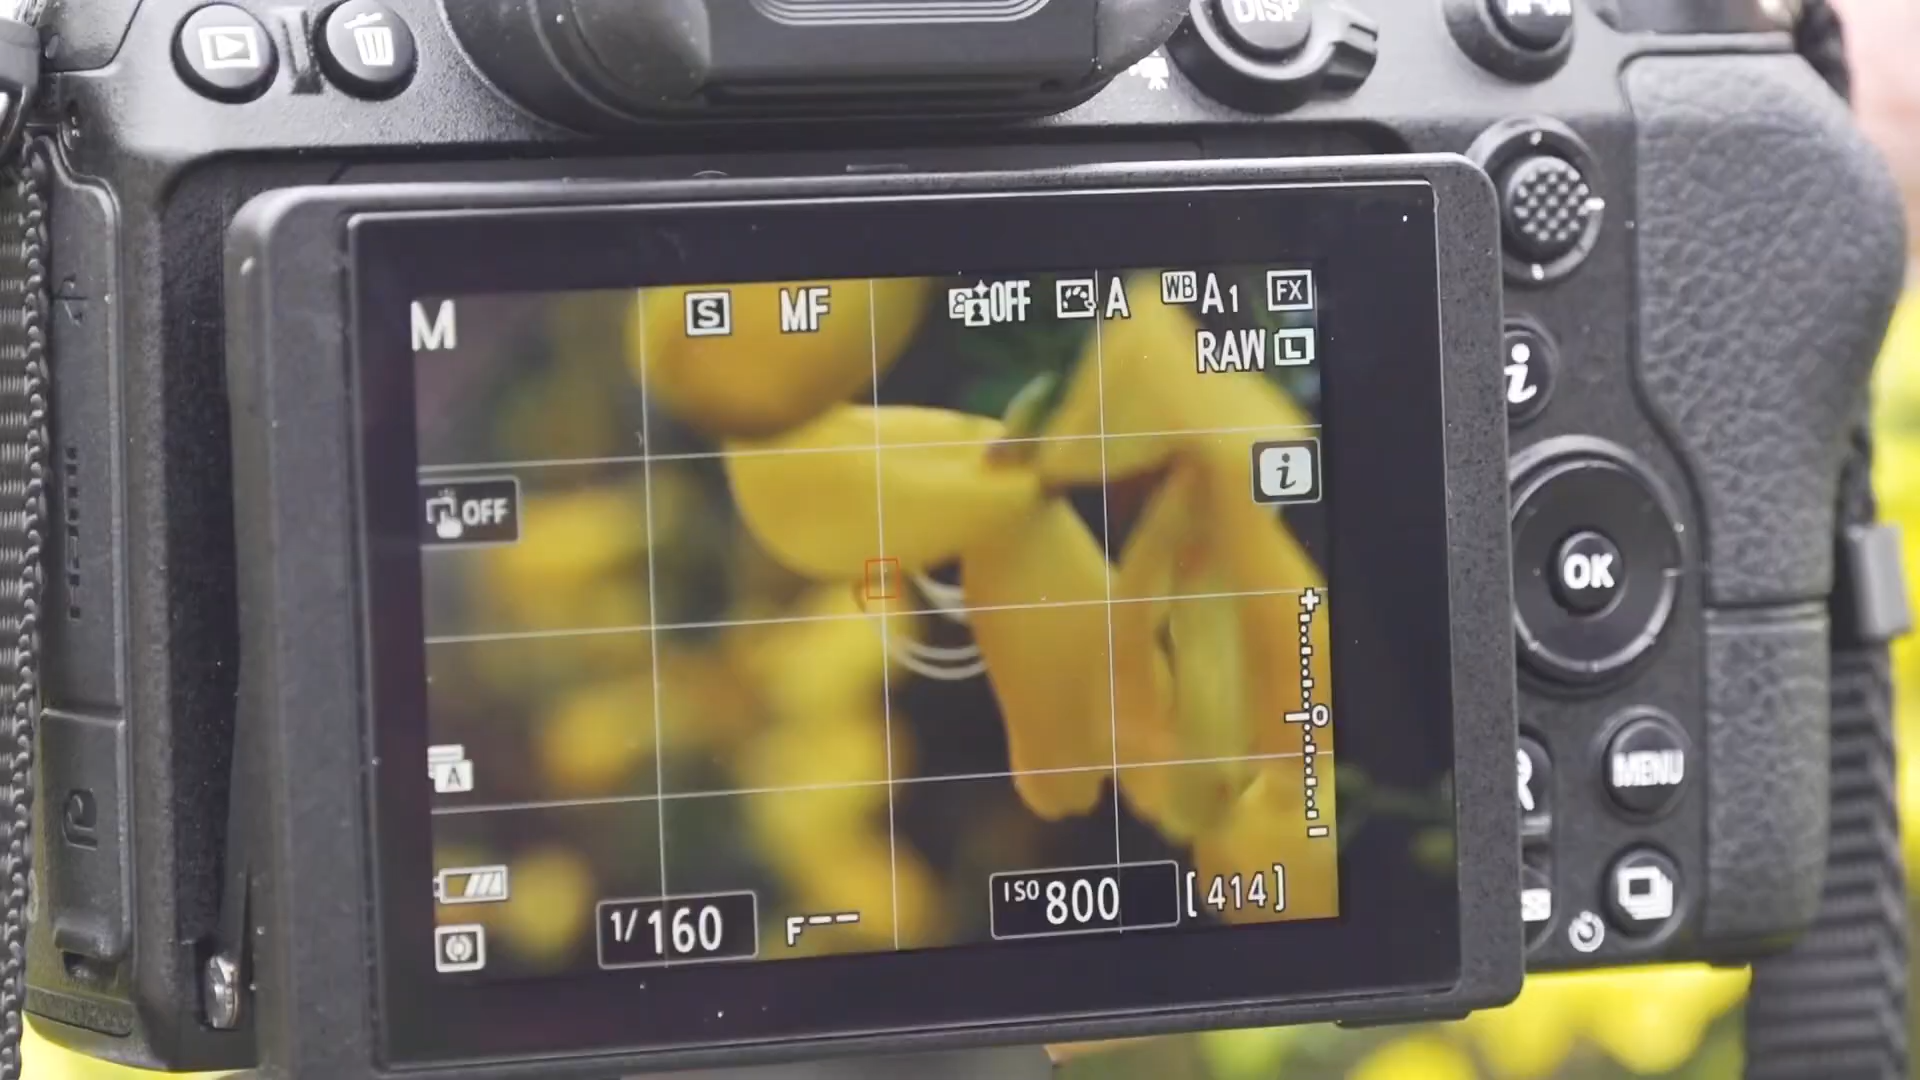 DISP
M S MF OFF A WB A1 FX
RAW L
i
i
OFF
OK
A
MENU
1/160 F-- ISO 800 [414]